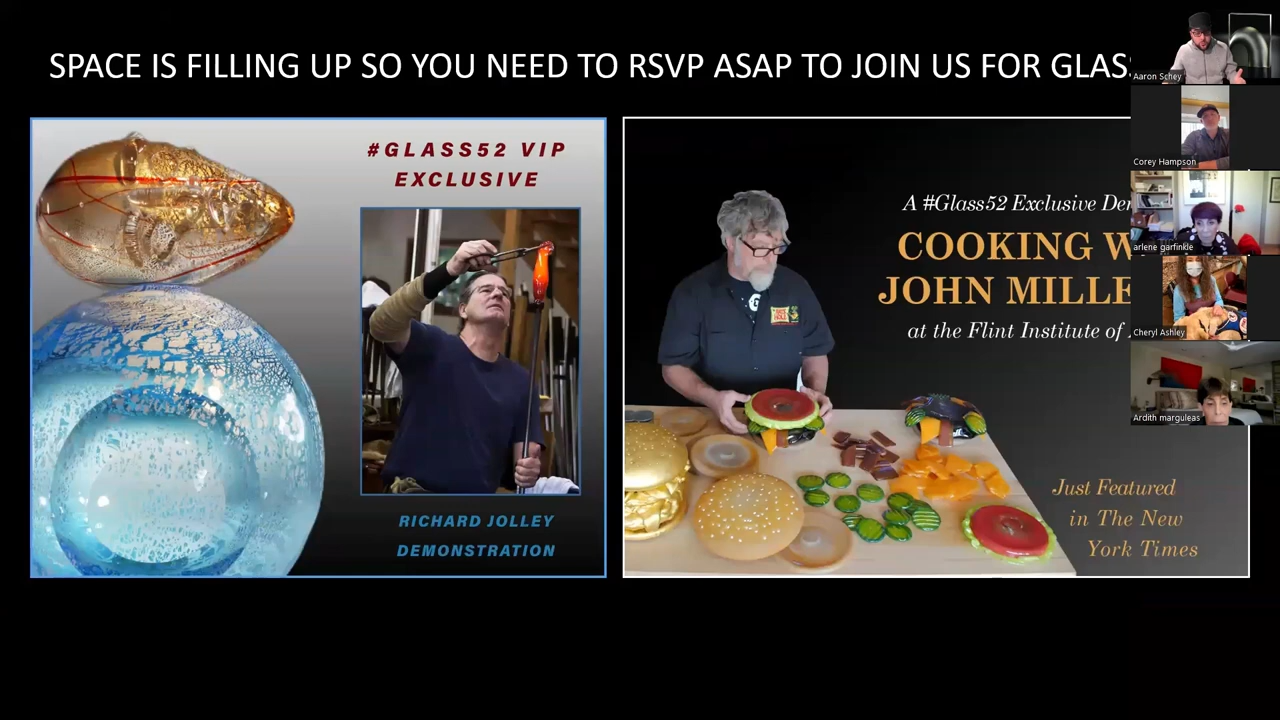 SPACE IS FILLING UP SO YOU NEED TO RSVP ASAP TO JOIN US FOR GLAS
#GLASS52 VIP
EXCLUSIVE
RICHARD JOLLEY
DEMONSTRATION
A #Glass52 Exclusive De
COOKING W
JOHN MILLE
at the Flint Institute of
Just Featured
in The New
York Times
Aaron Schey
Corey Hampson
arlene garfinkle
Cheryl Ashley
Ardith marguleas